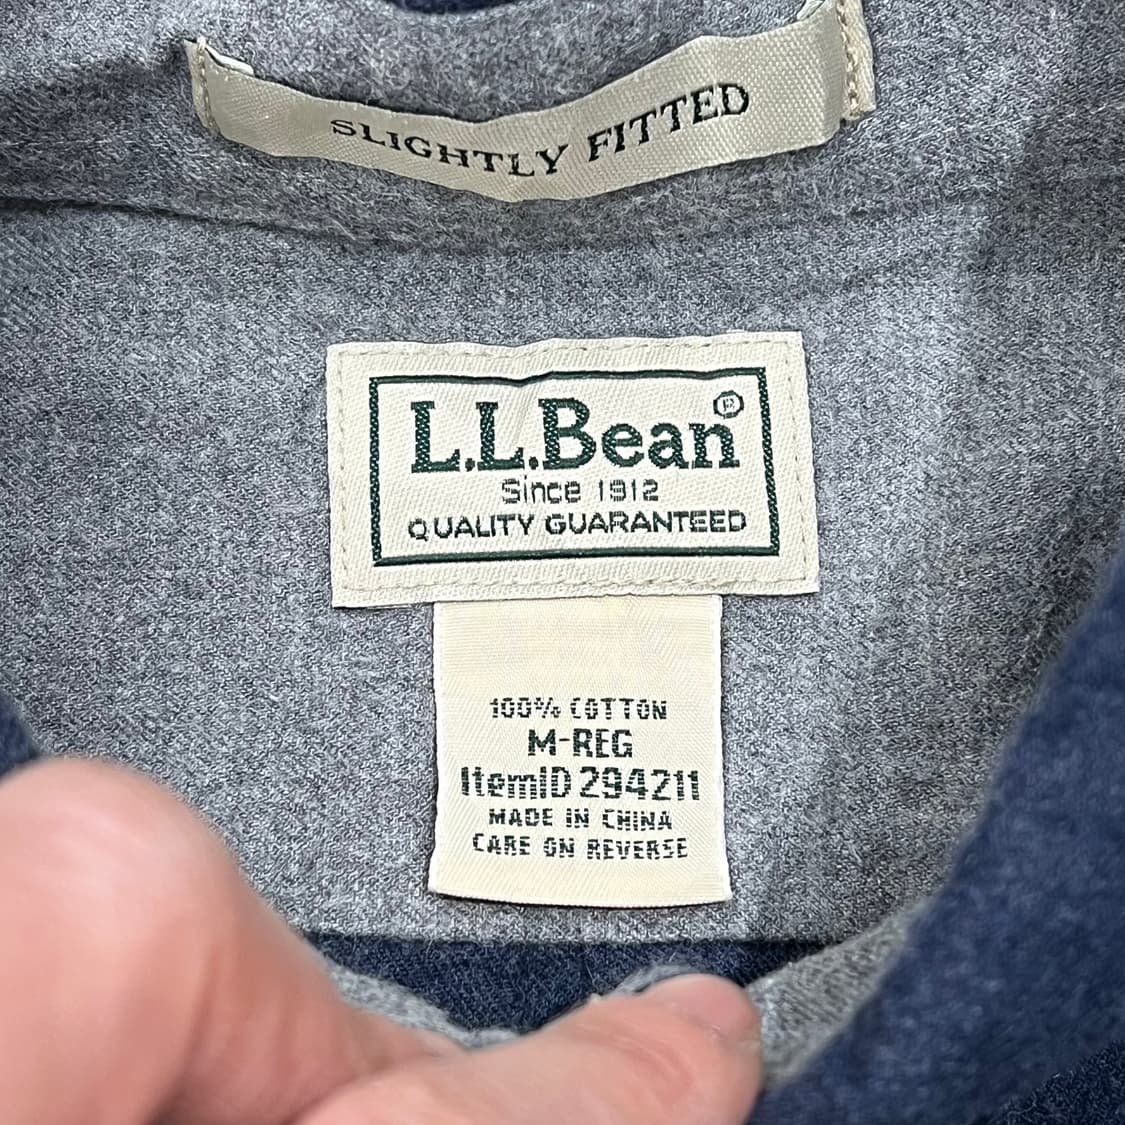 SLIGHTLY FITTED
L.L.Bean®
Since 1912
QUALITY GUARANTEED
100% COTTON
M-REG
ItemID 294211
MADE IN CHINA
CARE ON REVERSE